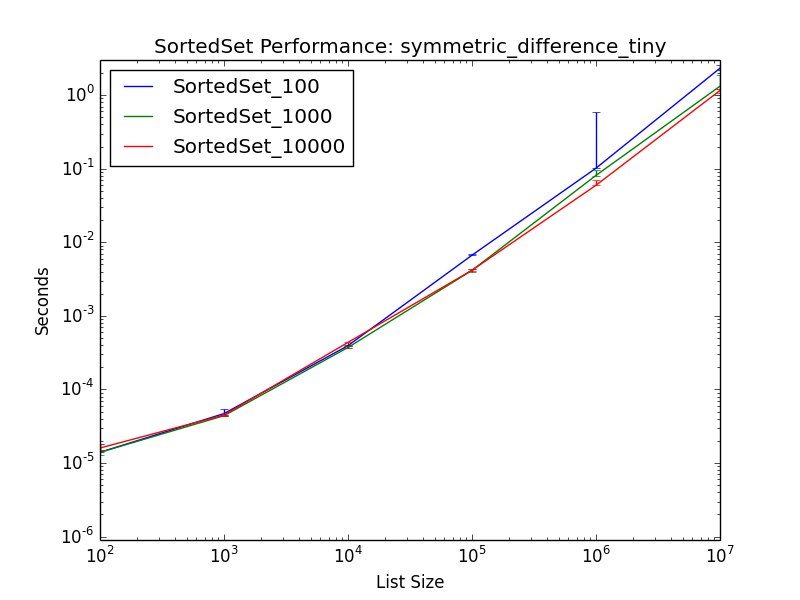 SortedSet Performance: symmetric_difference_tiny
SortedSet_100
SortedSet_1000
SortedSet_10000
10^0
10^-1
10^-2
10^-3
10^-4
10^-5
10^-6
Seconds
10^2 10^3 10^4 10^5 10^6 10^7
List Size